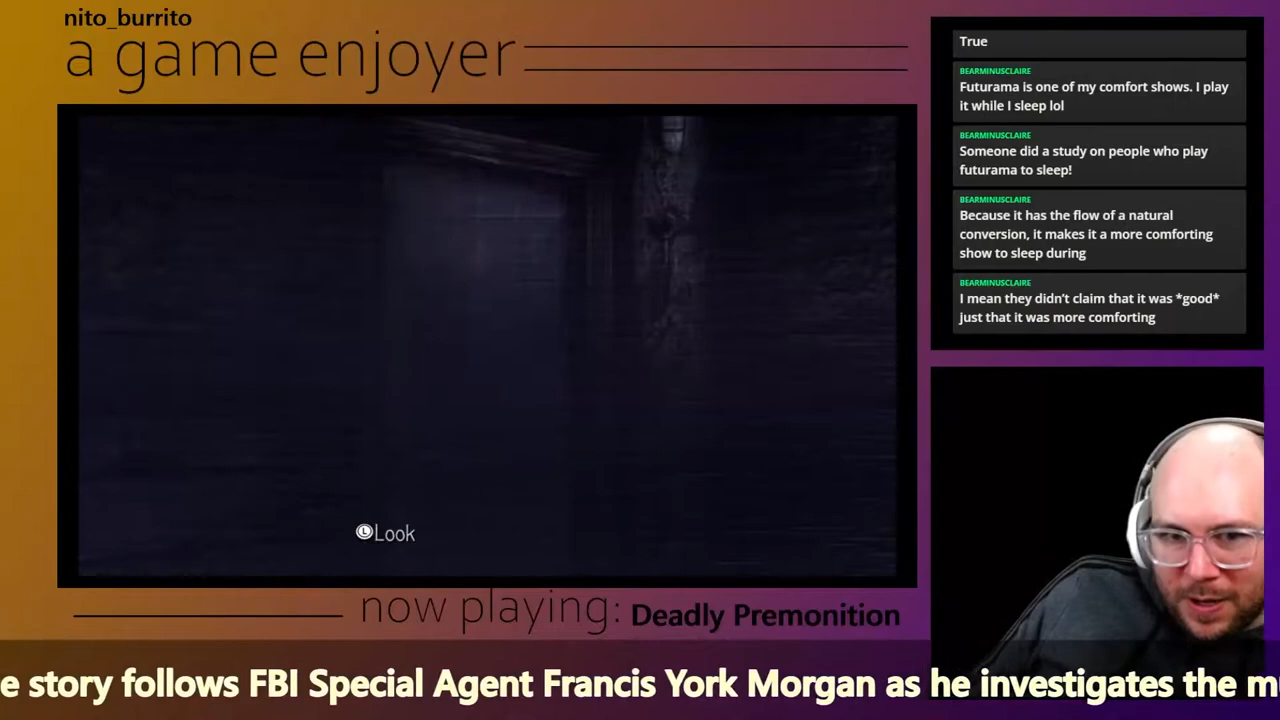 nito_burrito
a game enjoyer
True
BEARMINUSCLAIRE
Futurama is one of my comfort shows. I play
it while I sleep lol
BEARMINUSCLAIRE
Someone did a study on people who play
futurama to sleep!
BEARMINUSCLAIRE
Because it has the flow of a natural
conversion, it makes it a more comforting
show to sleep during
BEARMINUSCLAIRE
I mean they didn't claim that it was *good*
just that it was more comforting
L Look
now playing: Deadly Premonition
e story follows FBI Special Agent Francis York Morgan as he investigates the m